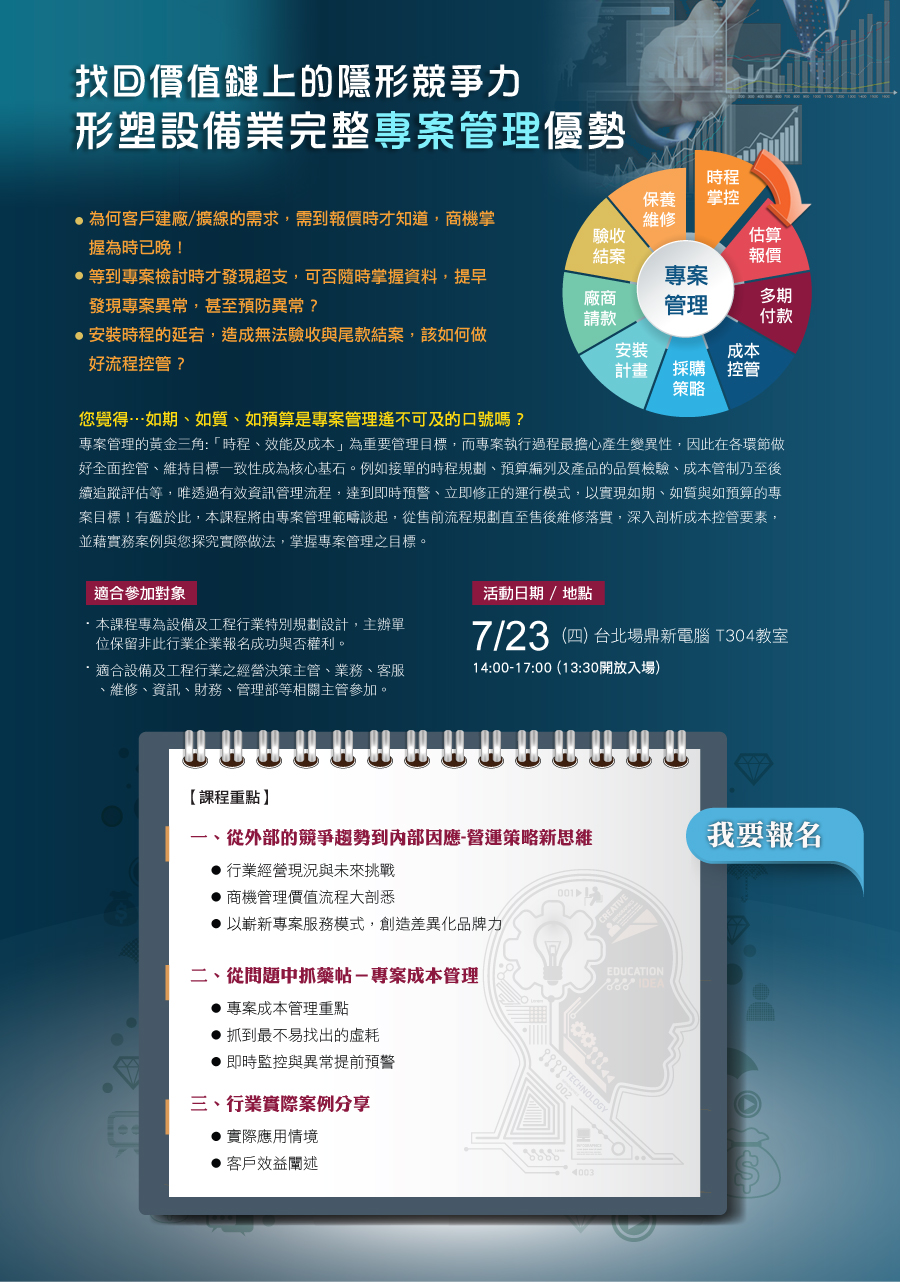 找回價值鏈上的隱形競爭力
形塑設備業完整專案管理優勢
為何客戶建廠/擴線的需求，需到報價時才知道，商機掌
握為時已晚！
等到專案檢討時才發現超支，可否隨時掌握資料，提早
發現專案異常，甚至預防異常？
安裝時程的延宕，造成無法驗收與尾款結案，該如何做
好流程控管？
專案
管理
時程
掌控
估算
報價
多期
付款
成本
控管
採購
策略
安裝
計畫
廠商
請款
驗收
結案
保養
維修
您覺得…如期、如質、如預算是專案管理遙不可及的口號嗎？
專案管理的黃金三角:「時程、效能及成本」為重要管理目標，而專案執行過程最擔心產生變異性，因此在各環節做
好全面控管、維持目標一致性成為核心基石。例如接單的時程規劃、預算編列及產品的品質檢驗、成本管制乃至後
續追蹤評估等，唯透過有效資訊管理流程，達到即時預警、立即修正的運行模式，以實現如期、如質與如預算的專
案目標！有鑑於此，本課程將由專案管理範疇談起，從售前流程規劃直至售後維修落實，深入剖析成本控管要素，
並藉實務案例與您探究實際做法，掌握專案管理之目標。
適合參加對象
・本課程專為設備及工程行業特別規劃設計，主辦單
位保留非此行業企業報名成功與否權利。
・適合設備及工程行業之經營決策主管、業務、客服
、維修、資訊、財務、管理部等相關主管參加。
活動日期 / 地點
7/23 (四) 台北場鼎新電腦 T304教室
14:00-17:00 (13:30開放入場)
【課程重點】
一、從外部的競爭趨勢到內部因應-營運策略新思維
● 行業經營現況與未來挑戰
● 商機管理價值流程大剖悉
● 以嶄新專案服務模式，創造差異化品牌力
二、從問題中抓藥帖－專案成本管理
● 專案成本管理重點
● 抓到最不易找出的虛耗
● 即時監控與異常提前預警
三、行業實際案例分享
● 實際應用情境
● 客戶效益闡述
我要報名
001
CREATIVE
EDUCATION
IDEA
TECHNOLOGY
002
003